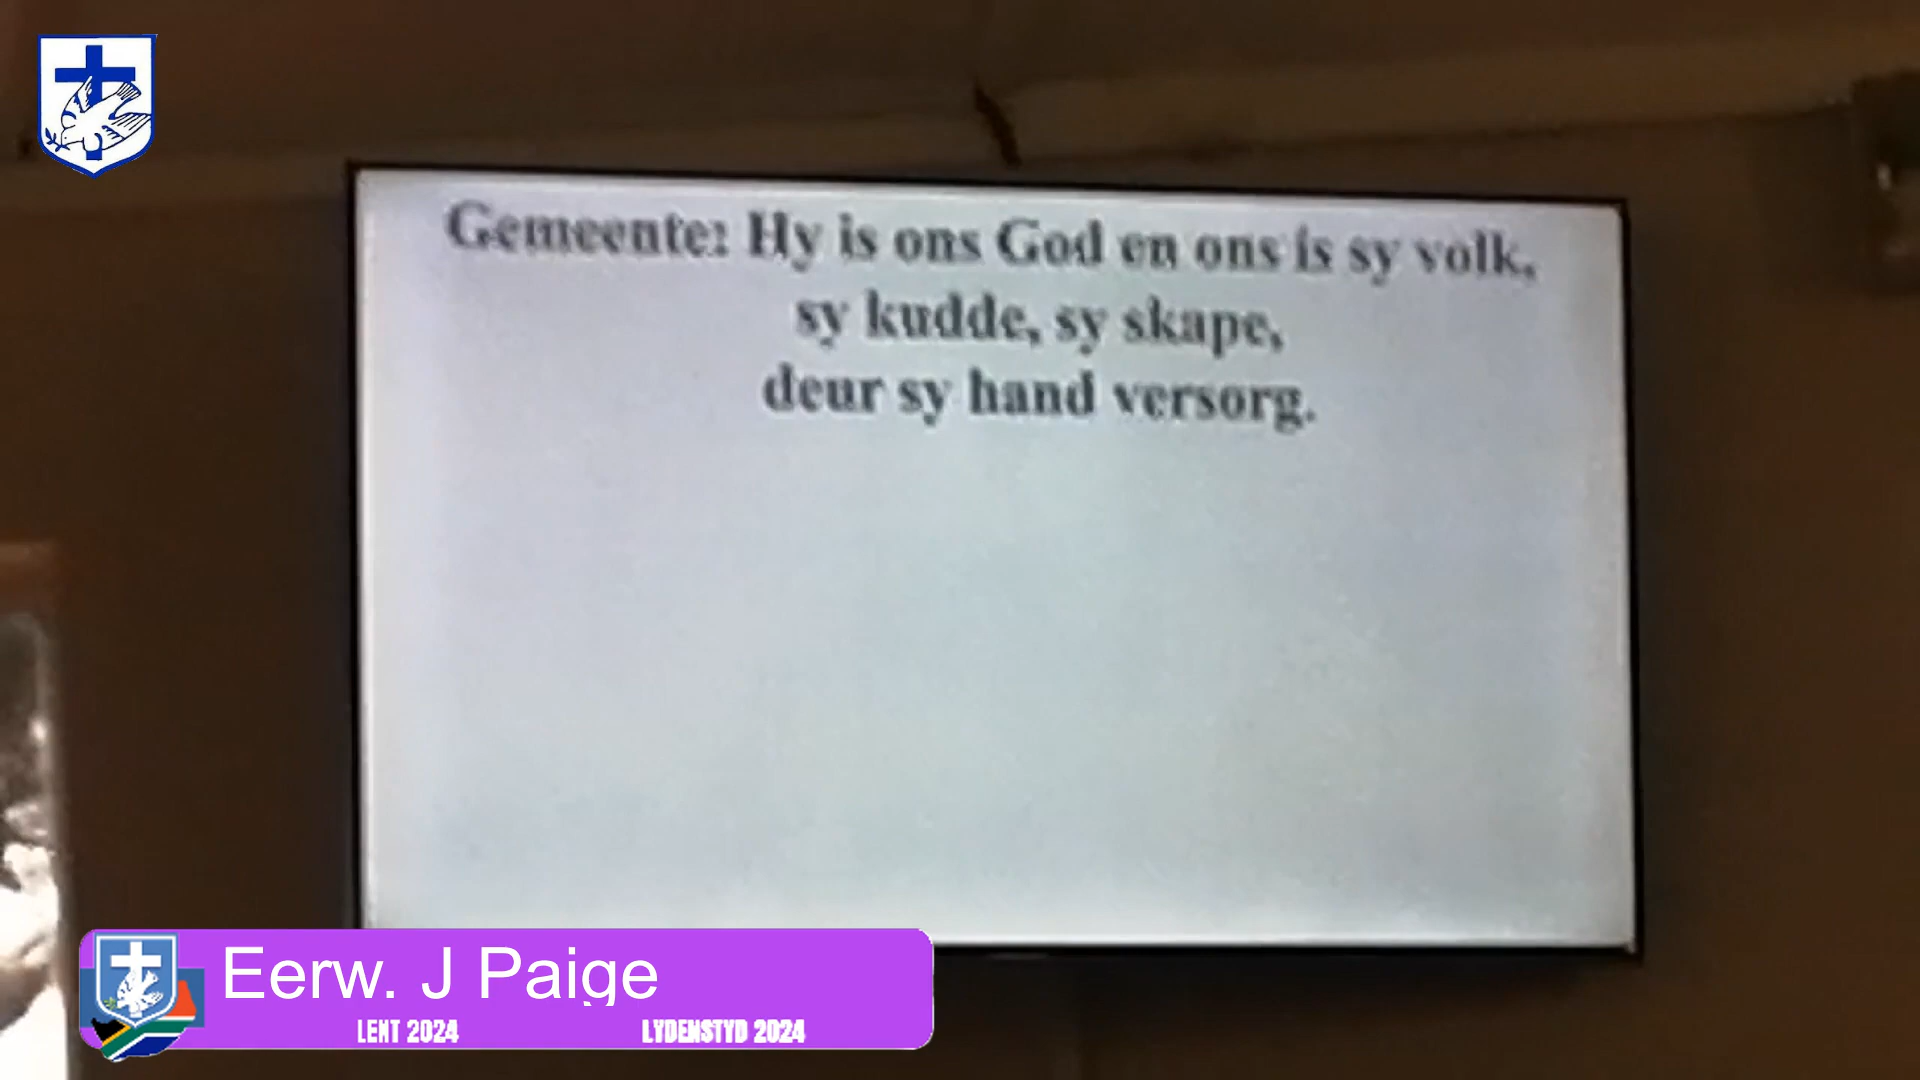 Gemeente: Hy is ons God en ons is sy volk,
sy kudde, sy skape,
deur sy hand versorg.
Eerw. J Paige
LENT 2024
LYDENSTYD 2024